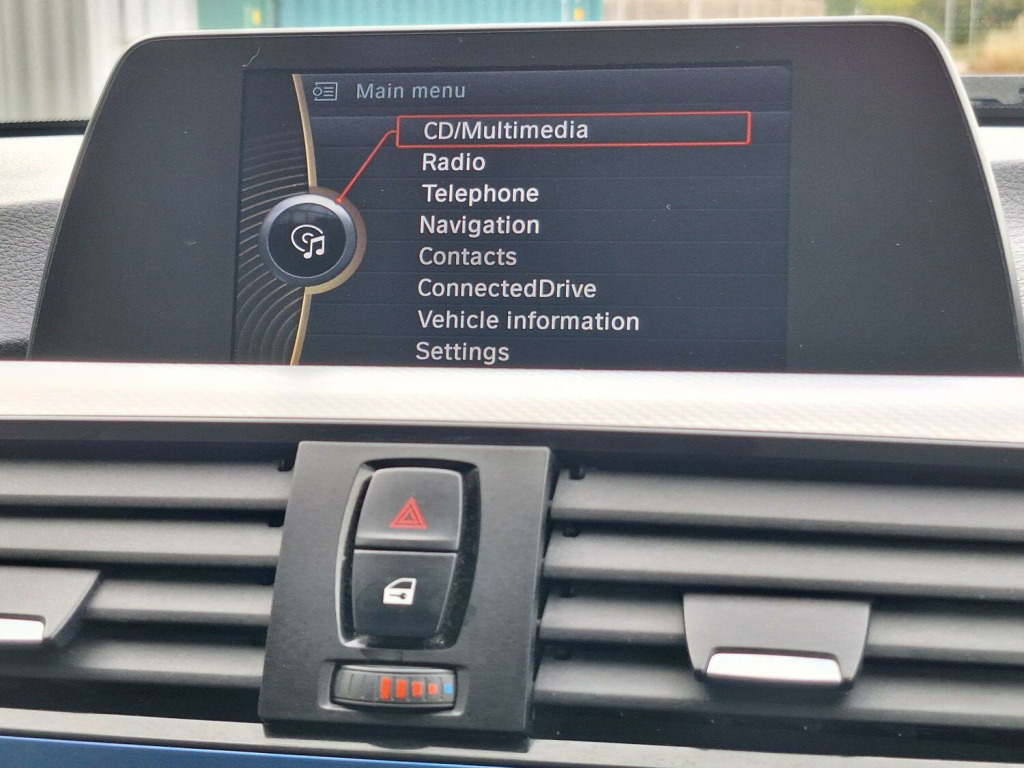 Main menu
CD/Multimedia
Radio
Telephone
Navigation
Contacts
ConnectedDrive
Vehicle information
Settings